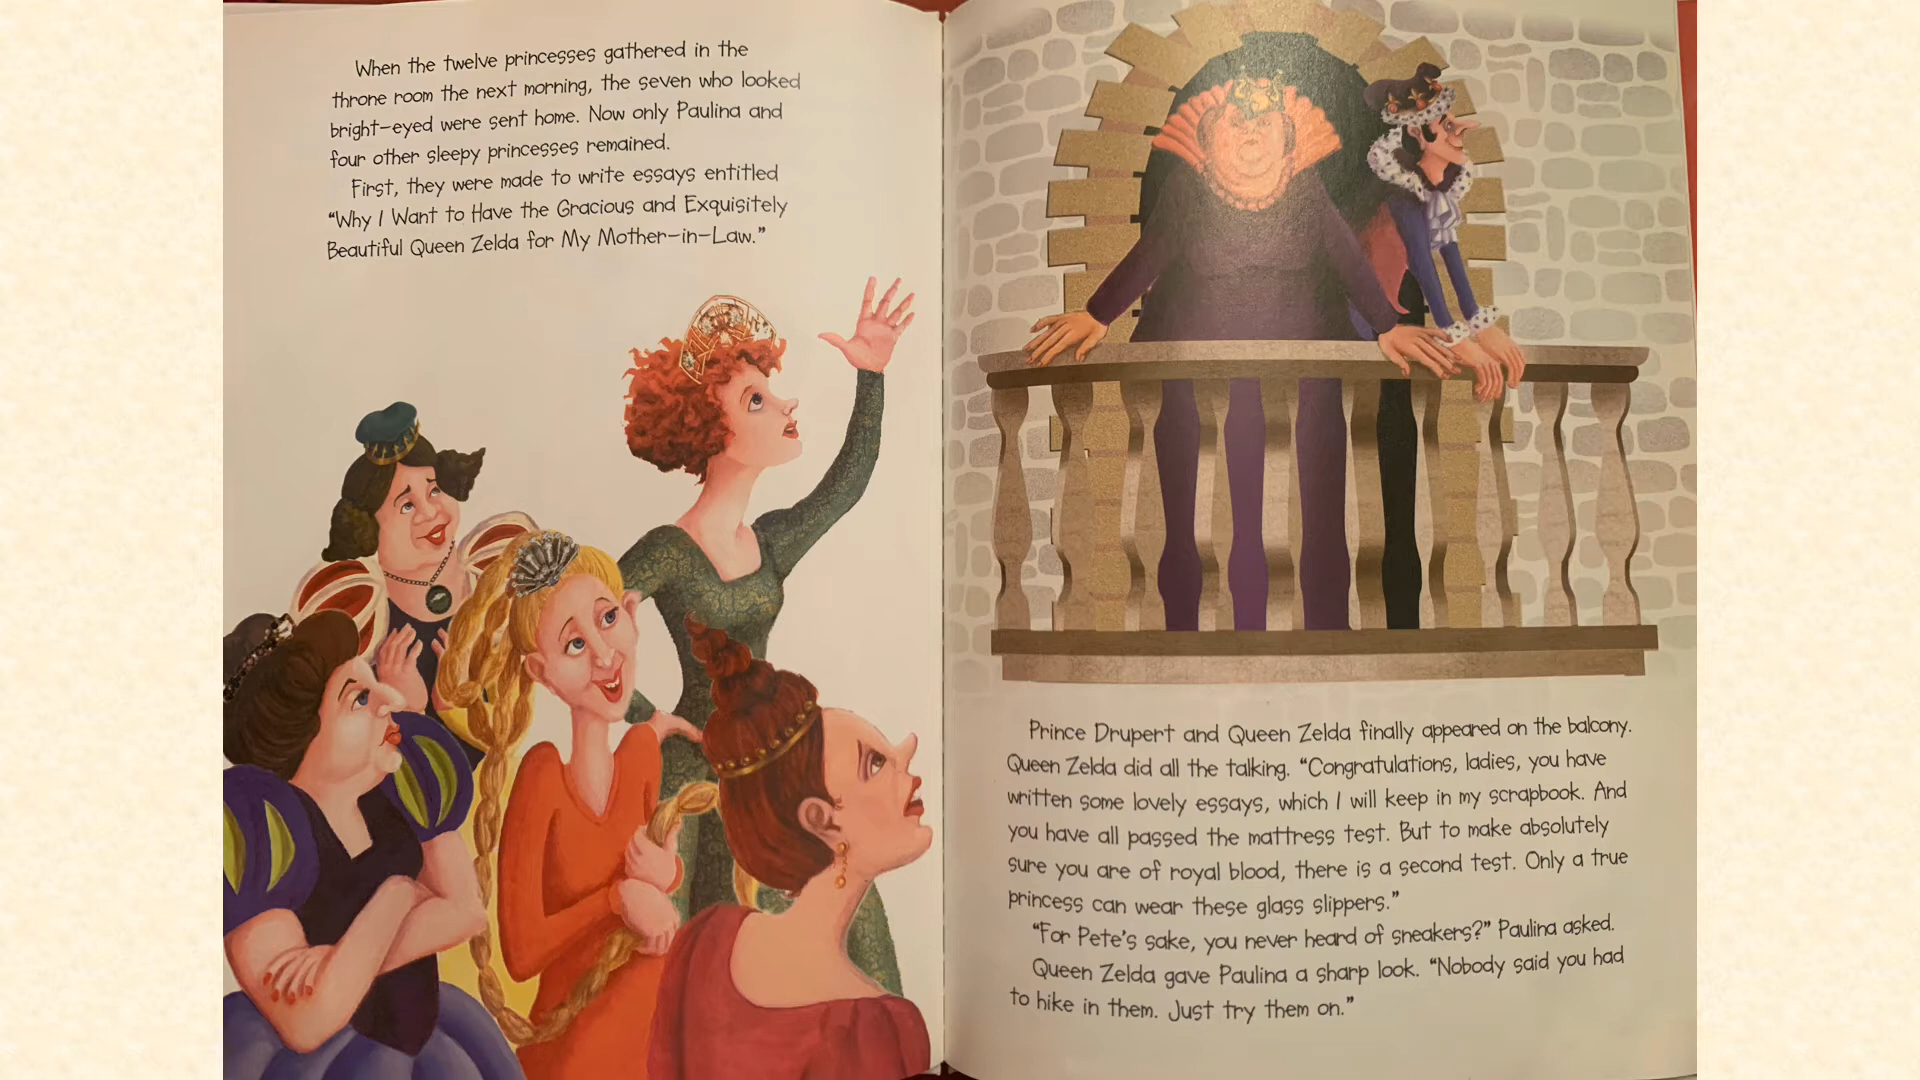 When the twelve princesses gathered in the
throne room the next morning, the seven who looked
bright-eyed were sent home. Now only Paulina and
four other sleepy princesses remained.
First, they were made to write essays entitled
“Why I Want to Have the Gracious and Exquisitely
Beautiful Queen Zelda for My Mother-in-Law.”
Prince Drupert and Queen Zelda finally appeared on the balcony.
Queen Zelda did all the talking. “Congratulations, ladies, you have
written some lovely essays, which I will keep in my scrapbook. And
you have all passed the mattress test. But to make absolutely
sure you are of royal blood, there is a second test. Only a true
princess can wear these glass slippers.”
“For Pete’s sake, you never heard of sneakers?” Paulina asked.
Queen Zelda gave Paulina a sharp look. “Nobody said you had
to hike in them. Just try them on.”